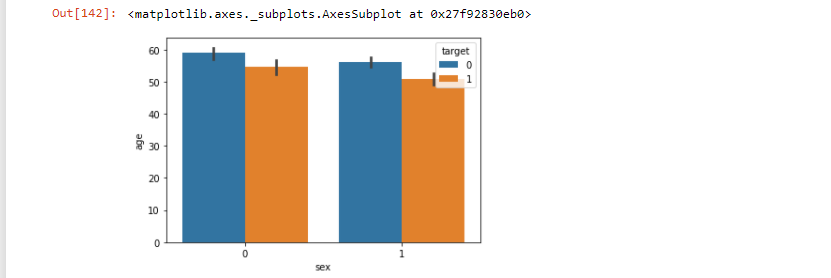 Out[142]: <matplotlib.axes._subplots.AxesSubplot at 0x27f92830eb0>
target
0
1
60
50
40
30
20
10
0
age
0 1
sex